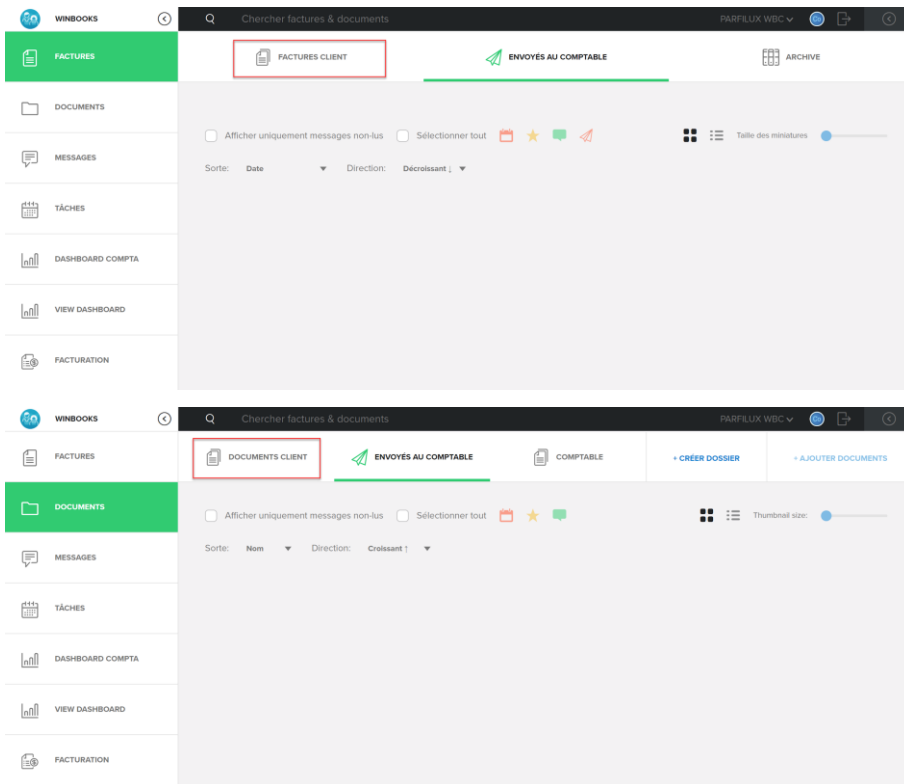 WINBOOKS
Chercher factures & documents
PARFILUX WBC
FACTURES
FACTURES CLIENT
ENVOYÉS AU COMPTABLE
ARCHIVE
DOCUMENTS
Afficher uniquement messages non-lus
Sélectionner tout
Taille des miniatures
MESSAGES
Sorte: Date Direction: Décroissant ↓
TÂCHES
DASHBOARD COMPTA
VIEW DASHBOARD
FACTURATION
WINBOOKS
Chercher factures & documents
PARFILUX WBC
FACTURES
DOCUMENTS CLIENT
ENVOYÉS AU COMPTABLE
COMPTABLE
+ CRÉER DOSSIER
+ AJOUTER DOCUMENTS
DOCUMENTS
Afficher uniquement messages non-lus
Sélectionner tout
Thumbnail size:
Sorte: Nom Direction: Croissant ↑
MESSAGES
TÂCHES
DASHBOARD COMPTA
VIEW DASHBOARD
FACTURATION